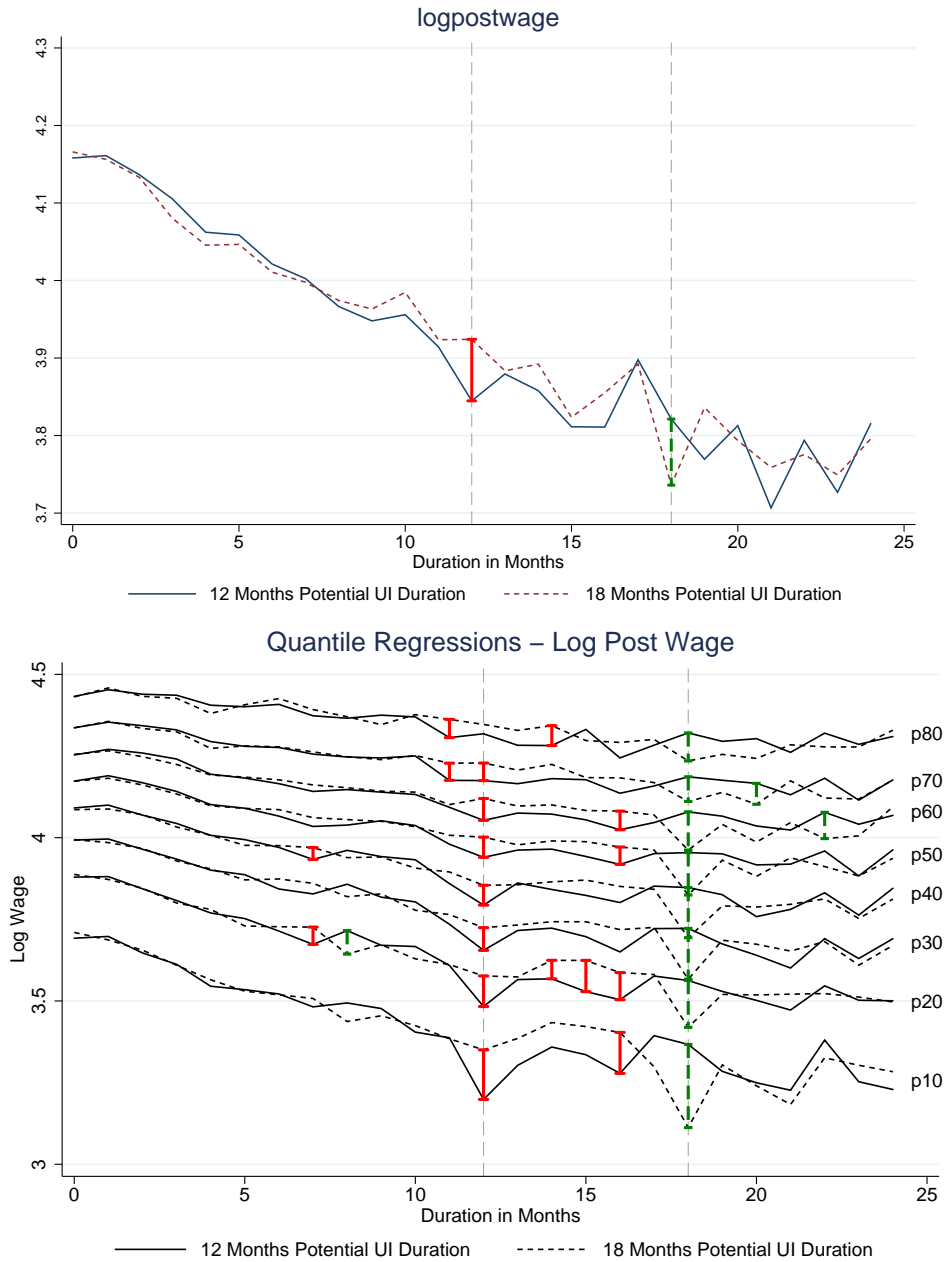 logpostwage
4.3
4.2
4.1
4
3.9
3.8
3.7
0 5 10 15 20 25
Duration in Months
12 Months Potential UI Duration 18 Months Potential UI Duration
Quantile Regressions – Log Post Wage
Log Wage
4.5
4
3.5
3
p80
p70
p60
p50
p40
p30
p20
p10
0 5 10 15 20 25
Duration in Months
12 Months Potential UI Duration 18 Months Potential UI Duration